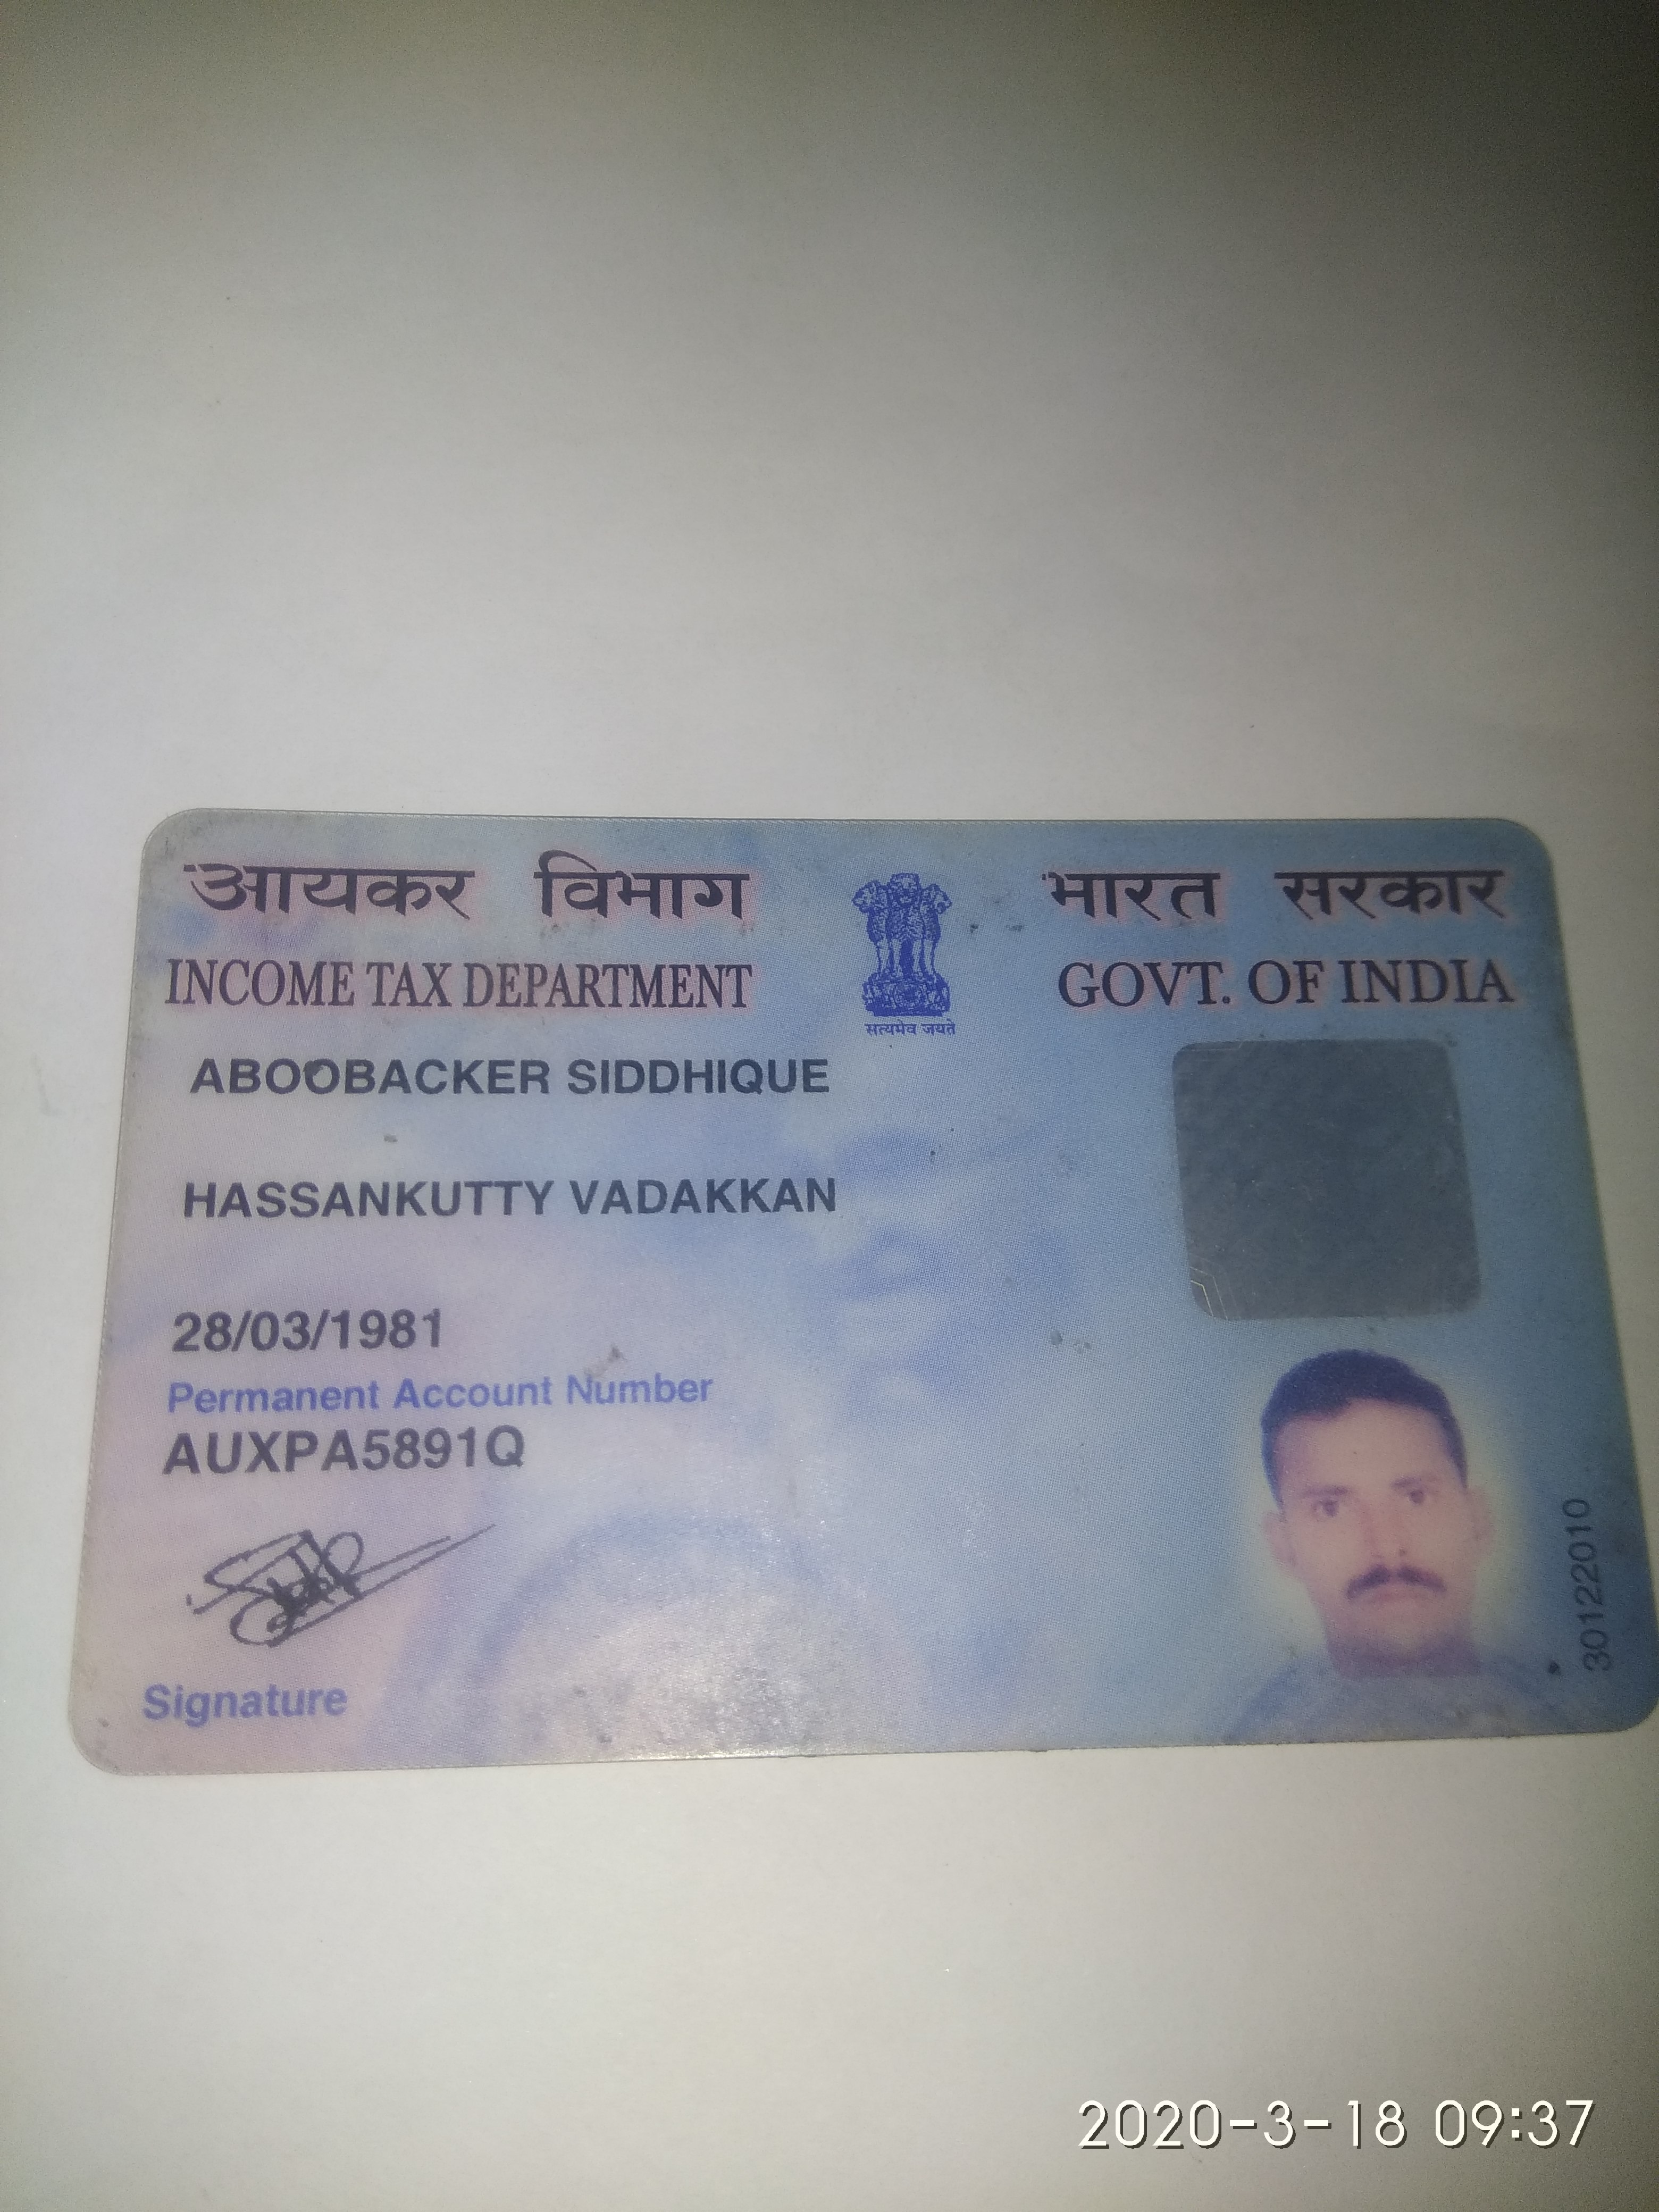 आयकर विभाग
भारत सरकार
INCOME TAX DEPARTMENT
GOVT. OF INDIA
सत्यमेव जयते
ABOOBACKER SIDDHIQUE
HASSANKUTTY VADAKKAN
28/03/1981
Permanent Account Number
AUXPA5891Q
Signature
30122010
2020-3-18 09:37